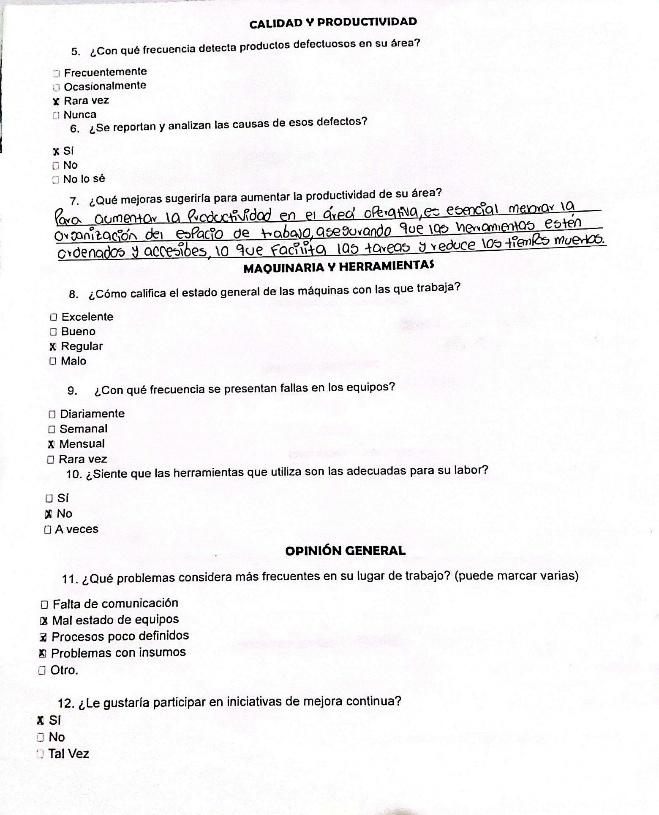 CALIDAD Y PRODUCTIVIDAD
5. ¿Con qué frecuencia detecta productos defectuosos en su área?
☐ Frecuentemente
☐ Ocasionalmente
X Rara vez
☐ Nunca
6. ¿Se reportan y analizan las causas de esos defectos?
X Sí
☐ No
☐ No lo sé
7. ¿Qué mejoras sugeriría para aumentar la productividad de su área?
Para aumentar la Productividad en el área operativa, es esencial mejorar la
organización del espacio de trabajo, asegurando que las herramientas estén
ordenados y accesibles, lo que facilita las tareas y reduce los tiempos muertos.
MAQUINARIA Y HERRAMIENTAS
8. ¿Cómo califica el estado general de las máquinas con las que trabaja?
☐ Excelente
☐ Bueno
X Regular
☐ Malo
9. ¿Con qué frecuencia se presentan fallas en los equipos?
☐ Diariamente
☐ Semanal
X Mensual
☐ Rara vez
10. ¿Siente que las herramientas que utiliza son las adecuadas para su labor?
☐ Sí
X No
☐ A veces
OPINIÓN GENERAL
11. ¿Qué problemas considera más frecuentes en su lugar de trabajo? (puede marcar varias)
☐ Falta de comunicación
X Mal estado de equipos
X Procesos poco definidos
X Problemas con insumos
☐ Otro.
12. ¿Le gustaría participar en iniciativas de mejora continua?
X Sí
☐ No
☐ Tal Vez